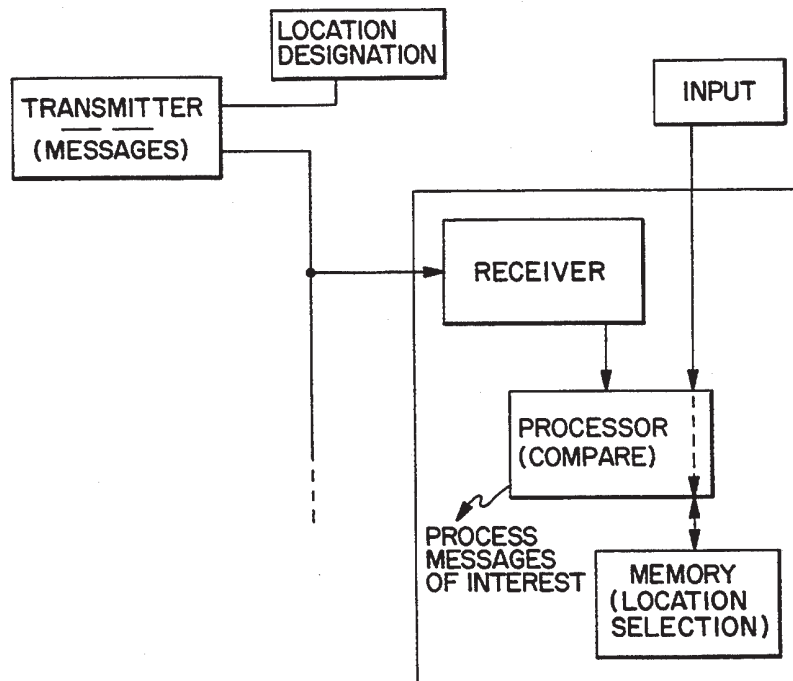 LOCATION
DESIGNATION
TRANSMITTER
(MESSAGES)
INPUT
RECEIVER
PROCESSOR
(COMPARE)
PROCESS
MESSAGES
OF INTEREST
MEMORY
(LOCATION
SELECTION)